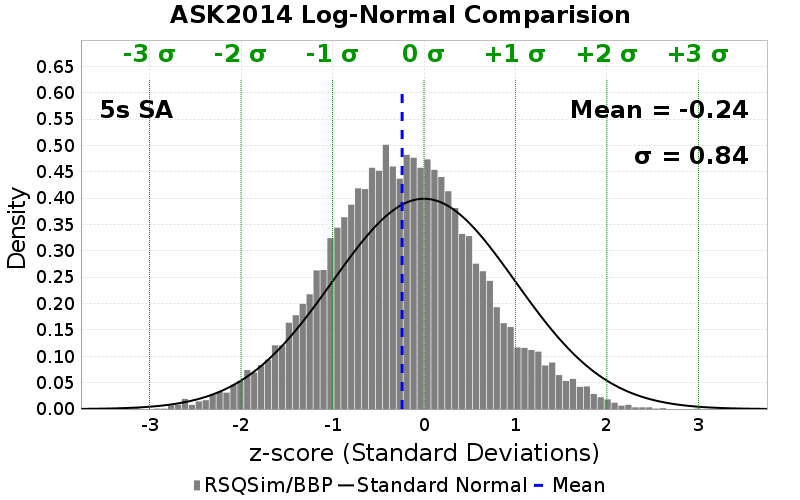 ASK2014 Log-Normal Comparision
-3 σ -2 σ -1 σ 0 σ +1 σ +2 σ +3 σ
5s SA
Mean = -0.24
σ = 0.84
Density
0.65
0.60
0.55
0.50
0.45
0.40
0.35
0.30
0.25
0.20
0.15
0.10
0.05
0.00
-3 -2 -1 0 1 2 3
z-score (Standard Deviations)
RSQSim/BBP Standard Normal Mean